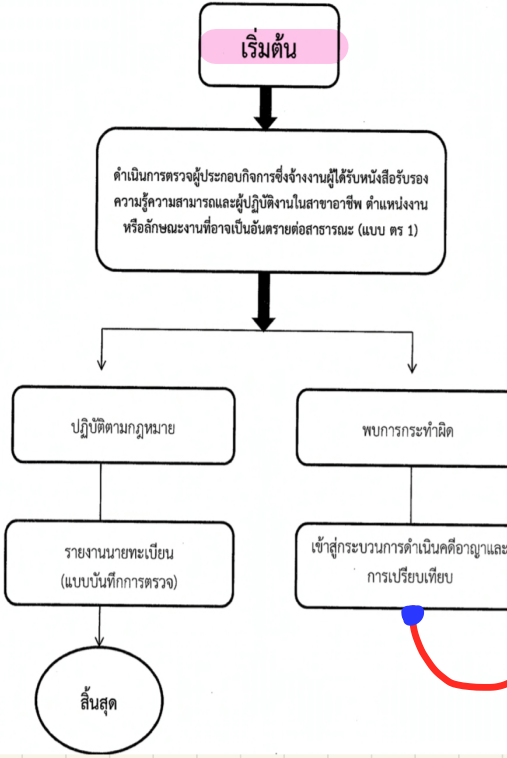 เริ่มต้น
ดำเนินการตรวจผู้ประกอบกิจการซึ่งจ้างงานผู้ได้รับหนังสือรับรอง
ความรู้ความสามารถและผู้ปฏิบัติงานในสาขาอาชีพ ตำแหน่งงาน
หรือลักษณะงานที่อาจเป็นอันตรายต่อสาธารณะ (แบบ ตร 1)
ปฏิบัติตามกฎหมาย
พบการกระทำผิด
รายงานนายทะเบียน
(แบบบันทึกการตรวจ)
เข้าสู่กระบวนการดำเนินคดีอาญาและ
การเปรียบเทียบ
สิ้นสุด